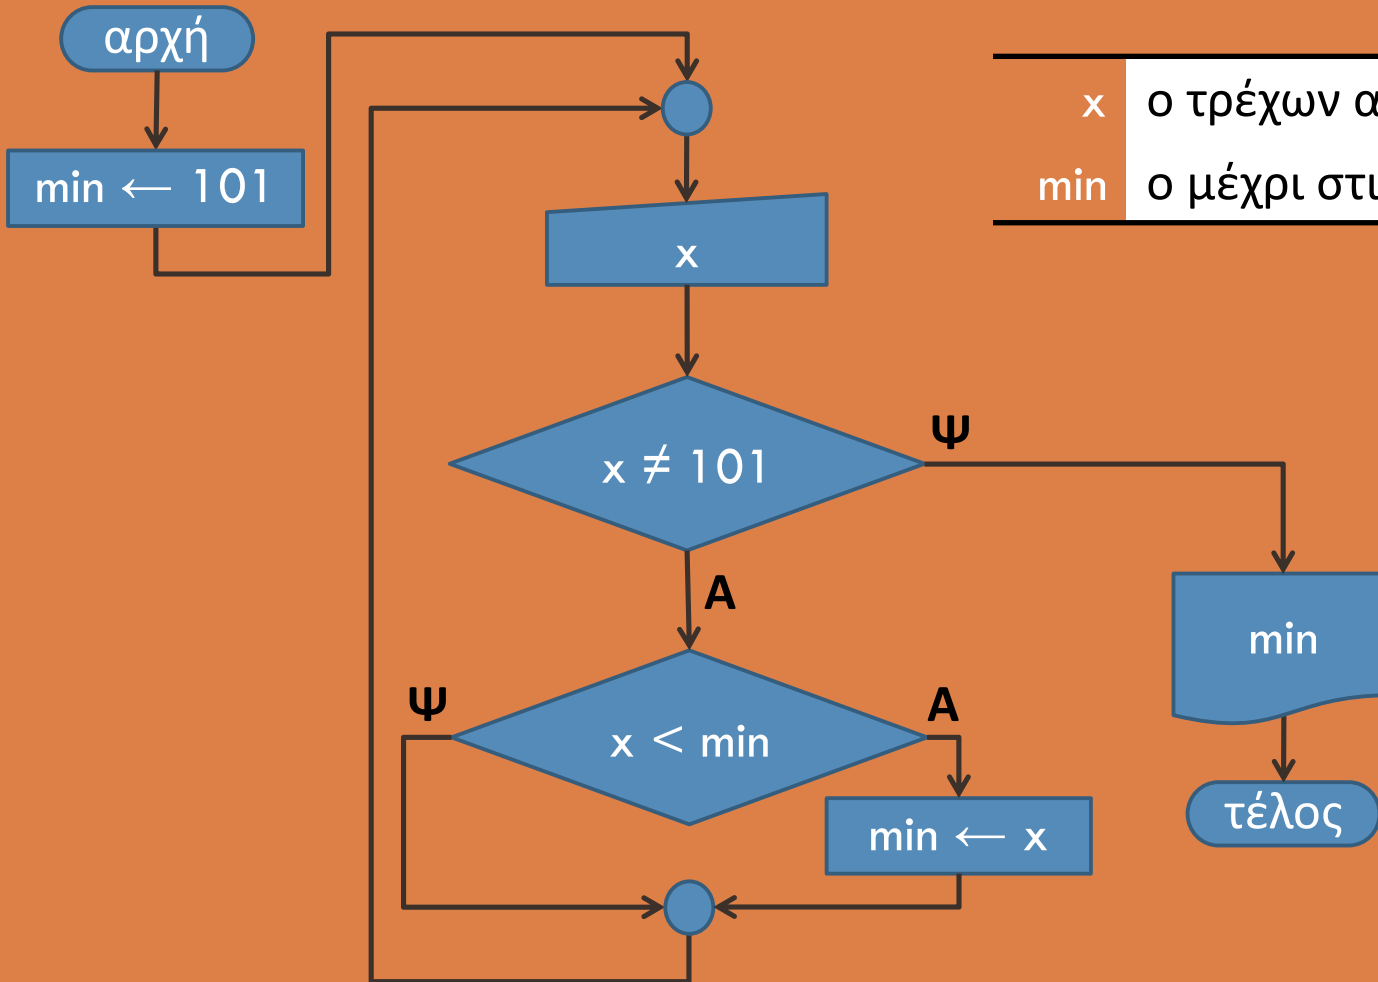 αρχή
min ← 101
x ο τρέχων
min ο μέχρι
x
x ≠ 101
Ψ
Α
x < min
Ψ
Α
min ← x
min
τέλος